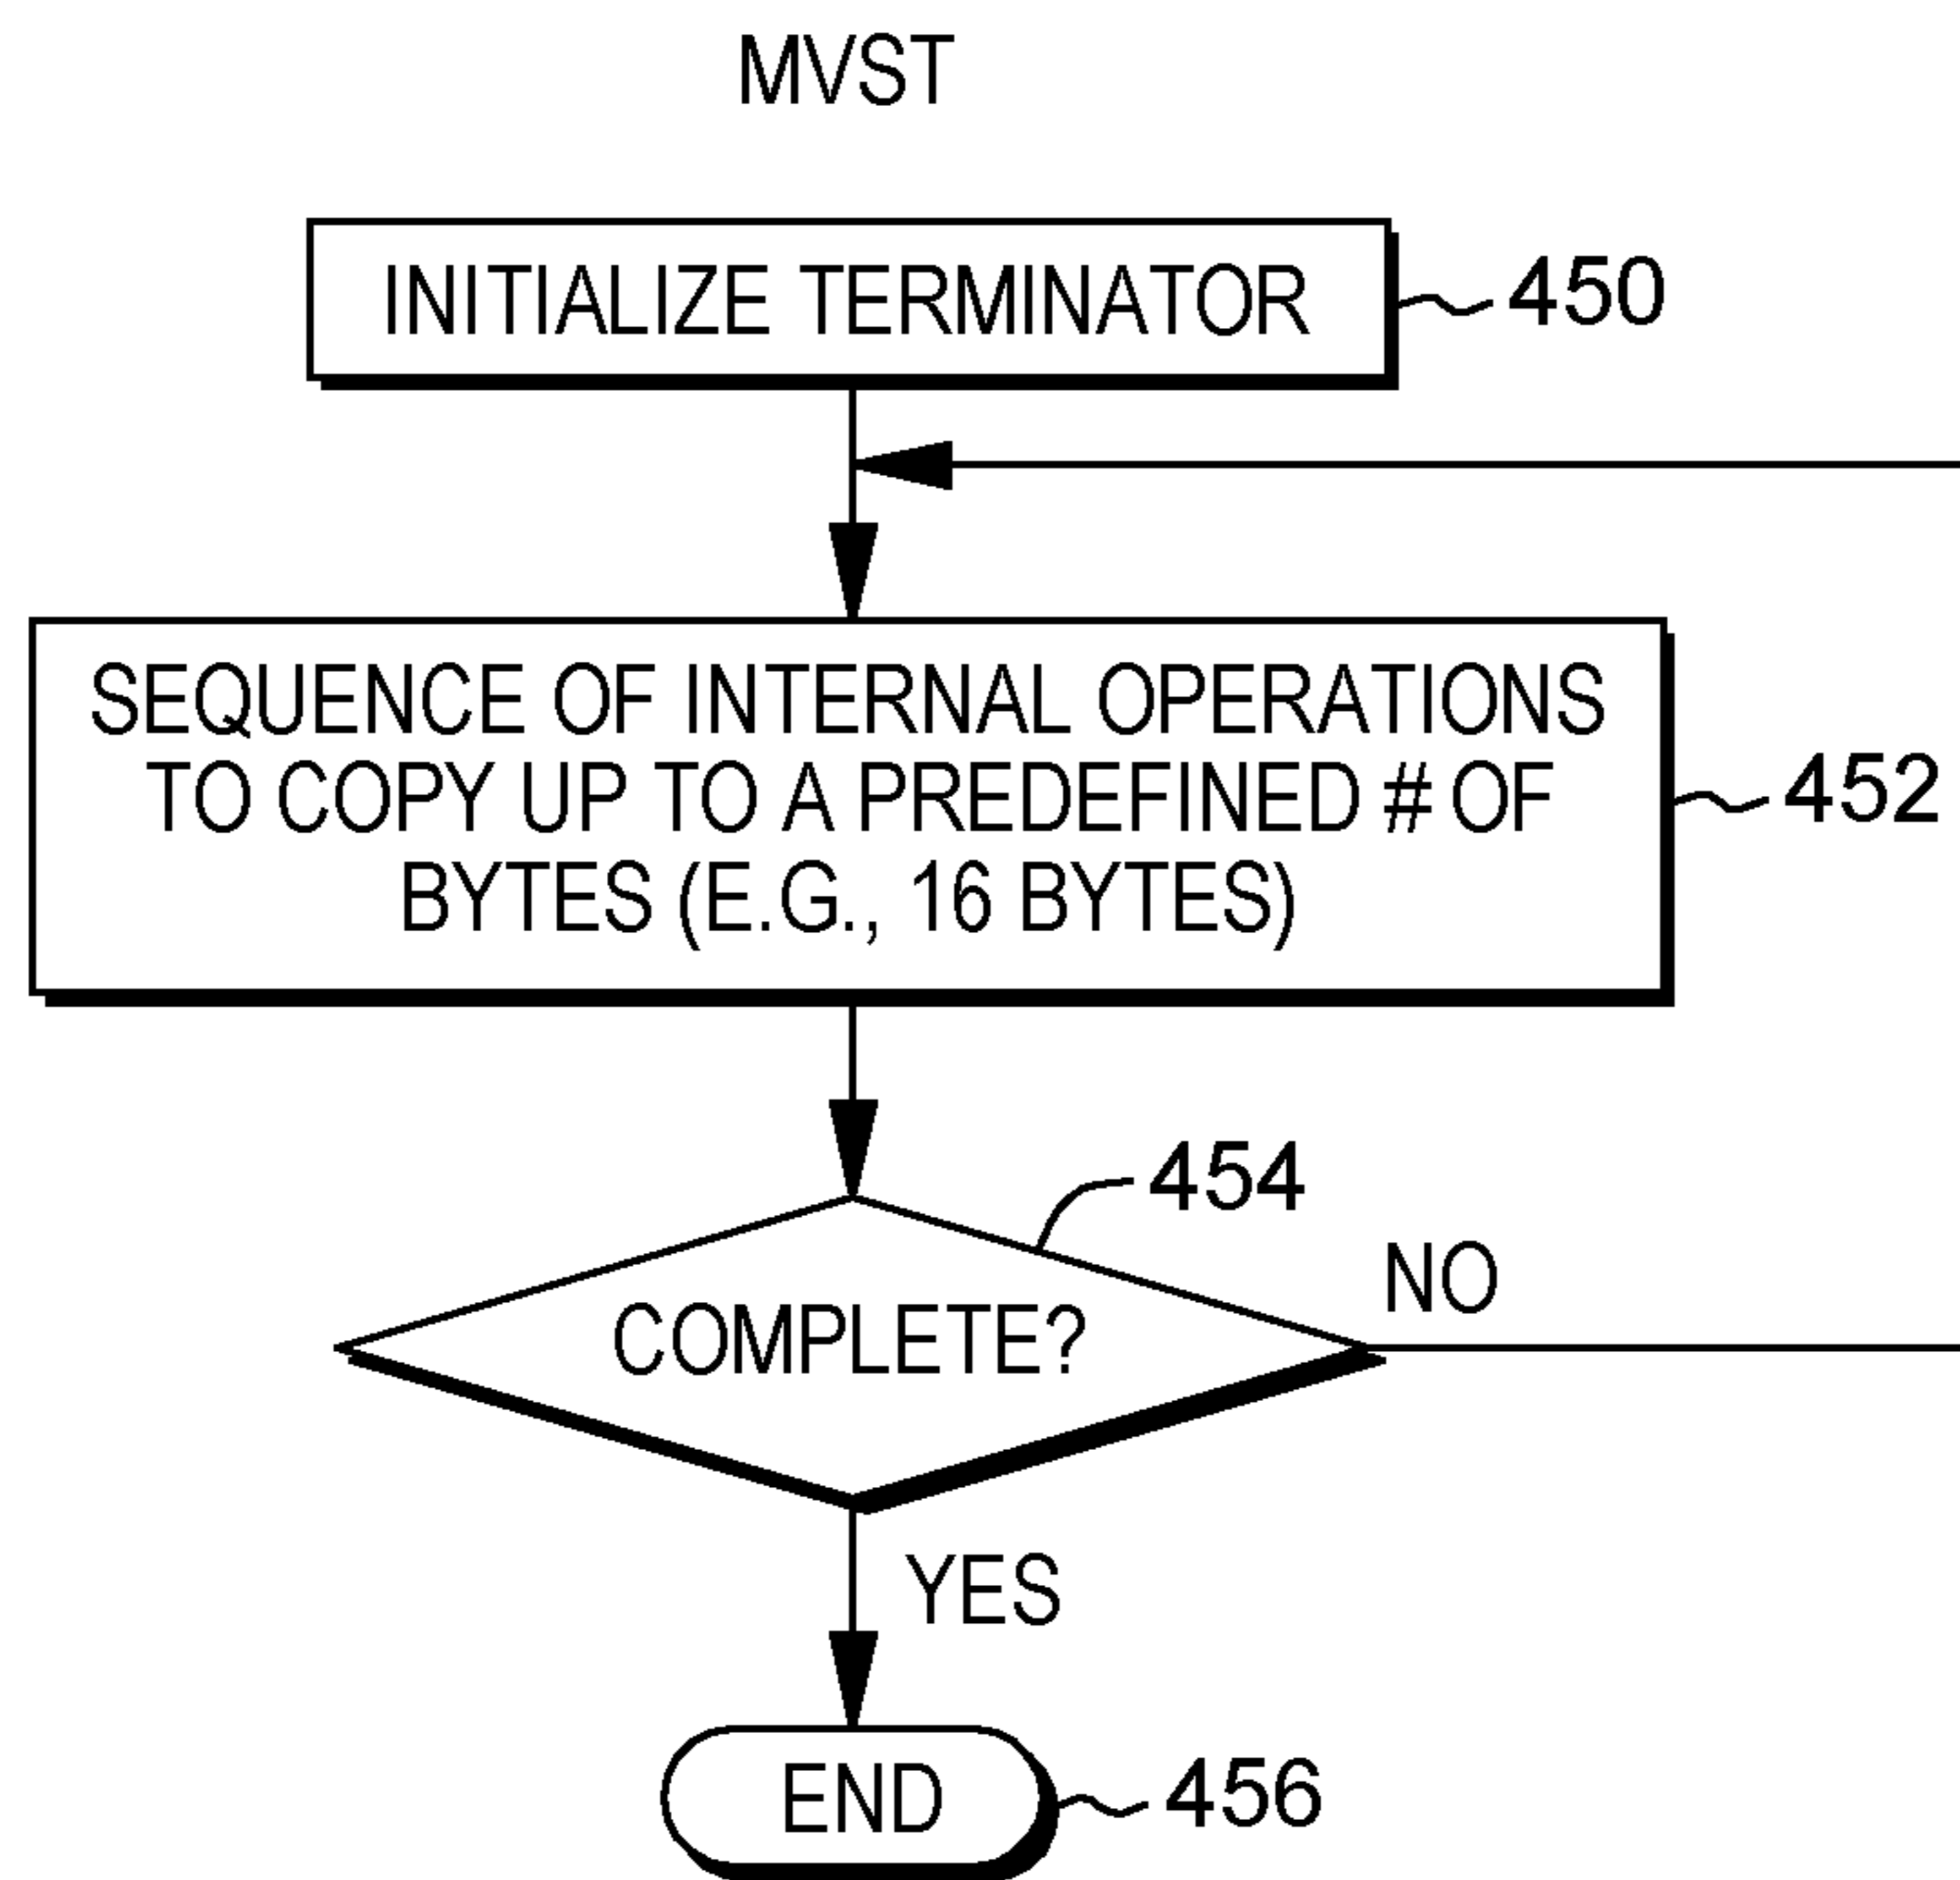 MVST
INITIALIZE TERMINATOR
450
SEQUENCE OF INTERNAL OPERATIONS
TO COPY UP TO A PREDEFINED # OF
BYTES (E.G., 16 BYTES)
452
454
COMPLETE?
NO
YES
END
456